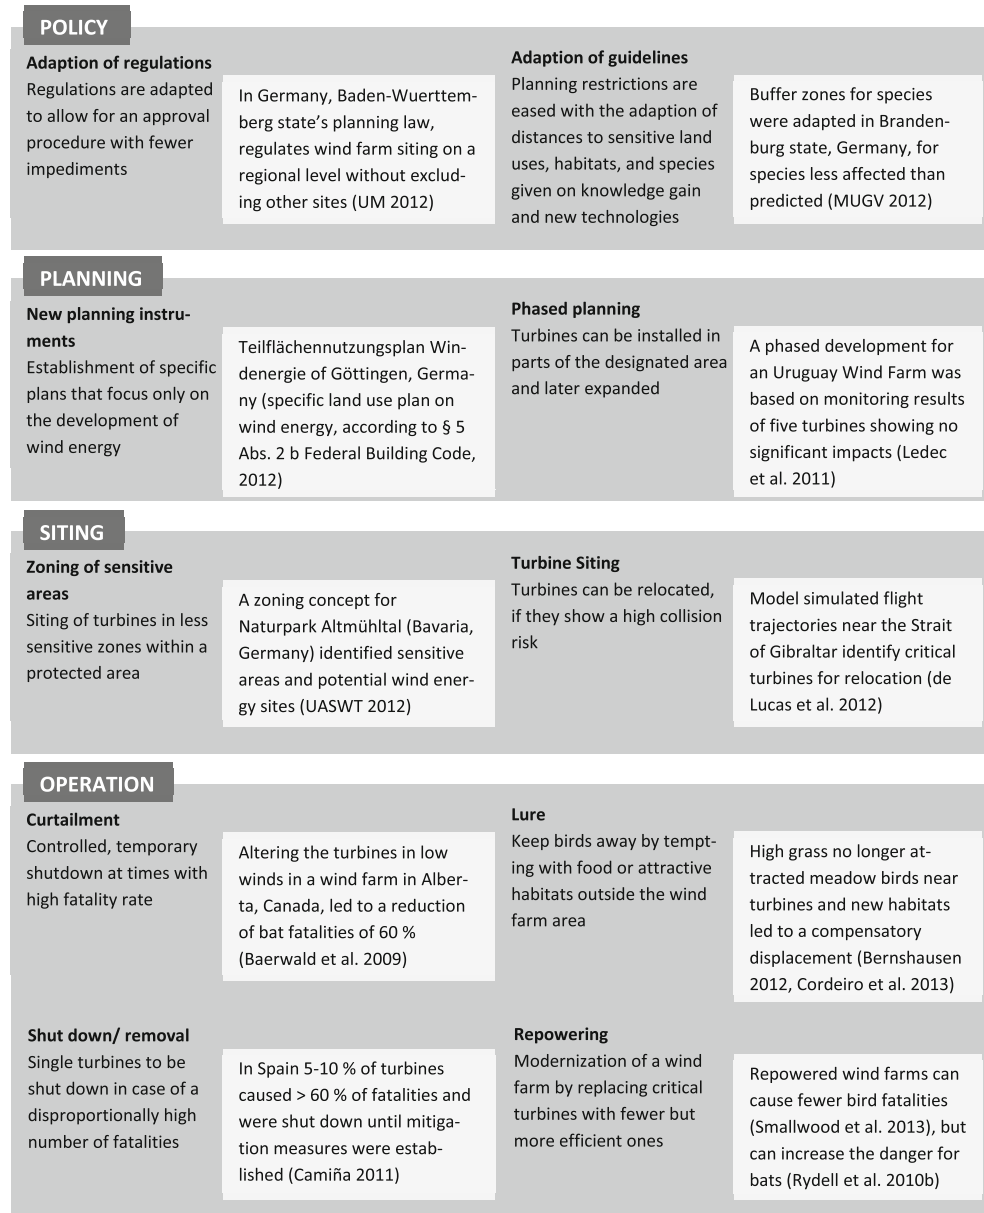 POLICY
Adaption of regulations
Regulations are adapted
to allow for an approval
procedure with fewer
impediments
In Germany, Baden-Wuerttem-
berg state's planning law,
regulates wind farm siting on a
regional level without exclud-
ing other sites (UM 2012)
Adaption of guidelines
Planning restrictions are
eased with the adaption of
distances to sensitive land
uses, habitats, and species
given on knowledge gain
and new technologies
Buffer zones for species
were adapted in Branden-
burg state, Germany, for
species less affected than
predicted (MUGV 2012)
PLANNING
New planning instru-
ments
Establishment of specific
plans that focus only on
the development of
wind energy
Teilflächennutzungsplan Win-
denergie of Göttingen, Germa-
ny (specific land use plan on
wind energy, according to § 5
Abs. 2 b Federal Building Code,
2012)
Phased planning
Turbines can be installed in
parts of the designated area
and later expanded
A phased development for
an Uruguay Wind Farm was
based on monitoring results
of five turbines showing no
significant impacts (Ledec
et al. 2011)
SITING
Zoning of sensitive
areas
Siting of turbines in less
sensitive zones within a
protected area
A zoning concept for
Naturpark Altmühltal (Bavaria,
Germany) identified sensitive
areas and potential wind ener-
gy sites (UASWT 2012)
Turbine Siting
Turbines can be relocated,
if they show a high collision
risk
Model simulated flight
trajectories near the Strait
of Gibraltar identify critical
turbines for relocation (de
Lucas et al. 2012)
OPERATION
Curtailment
Controlled, temporary
shutdown at times with
high fatality rate
Altering the turbines in low
winds in a wind farm in Alber-
ta, Canada, led to a reduction
of bat fatalities of 60 %
(Baerwald et al. 2009)
Lure
Keep birds away by tempt-
ing with food or attractive
habitats outside the wind
farm area
High grass no longer at-
tracted meadow birds near
turbines and new habitats
led to a compensatory
displacement (Bernshausen
2012, Cordeiro et al. 2013)
Shut down/ removal
Single turbines to be
shut down in case of a
disproportionally high
number of fatalities
In Spain 5-10 % of turbines
caused > 60 % of fatalities and
were shut down until mitiga-
tion measures were estab-
lished (Camiña 2011)
Repowering
Modernization of a wind
farm by replacing critical
turbines with fewer but
more efficient ones
Repowered wind farms can
cause fewer bird fatalities
(Smallwood et al. 2013), but
can increase the danger for
bats (Rydell et al. 2010b)